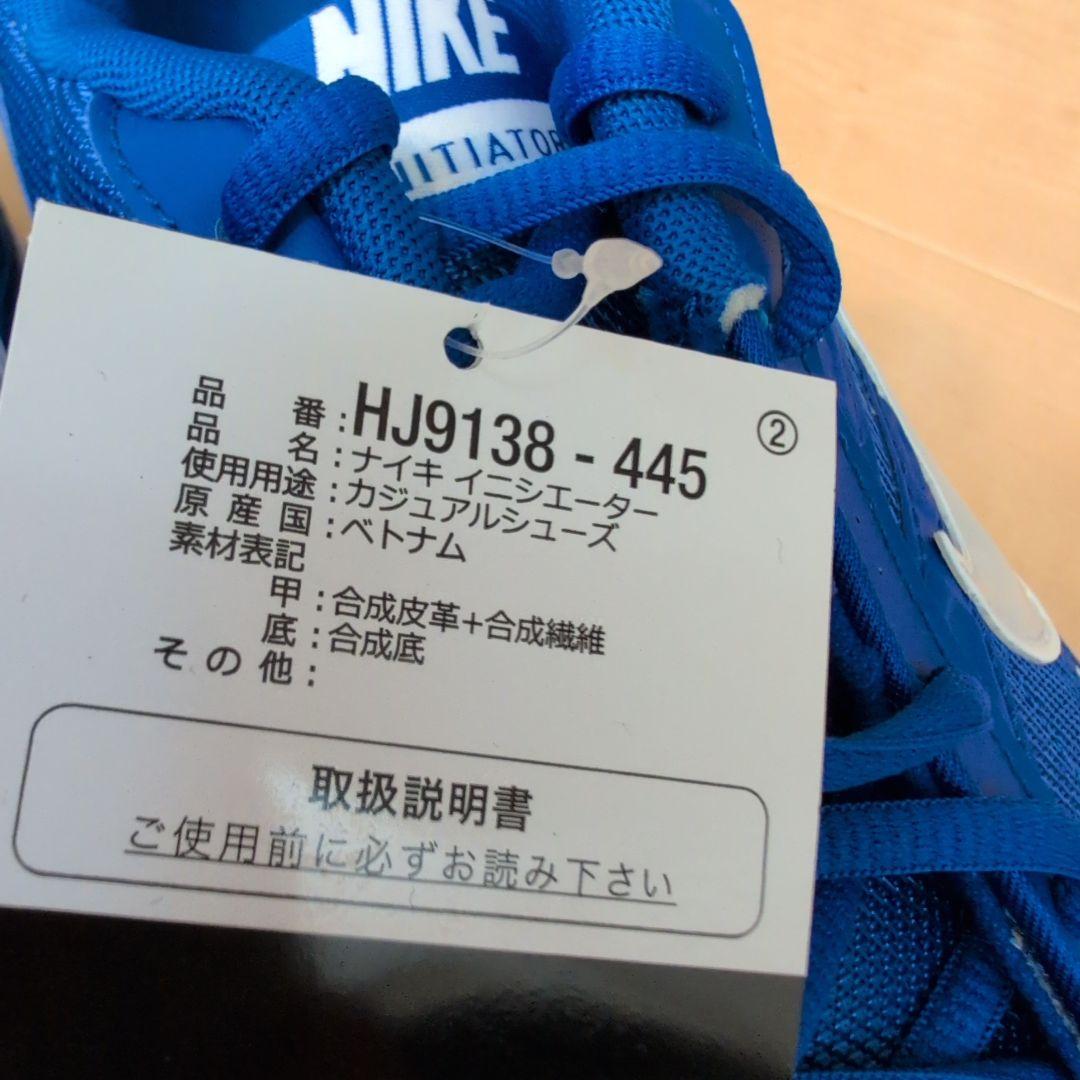 NIKE
INITIATOR
品番：HJ9138 - 445 ②
品名：ナイキ イニシエーター
使用用途：カジュアルシューズ
原産国：ベトナム
素材表記
甲：合成皮革+合成繊維
底：合成底
その他：
取扱説明書
ご使用前に必ずお読み下さい